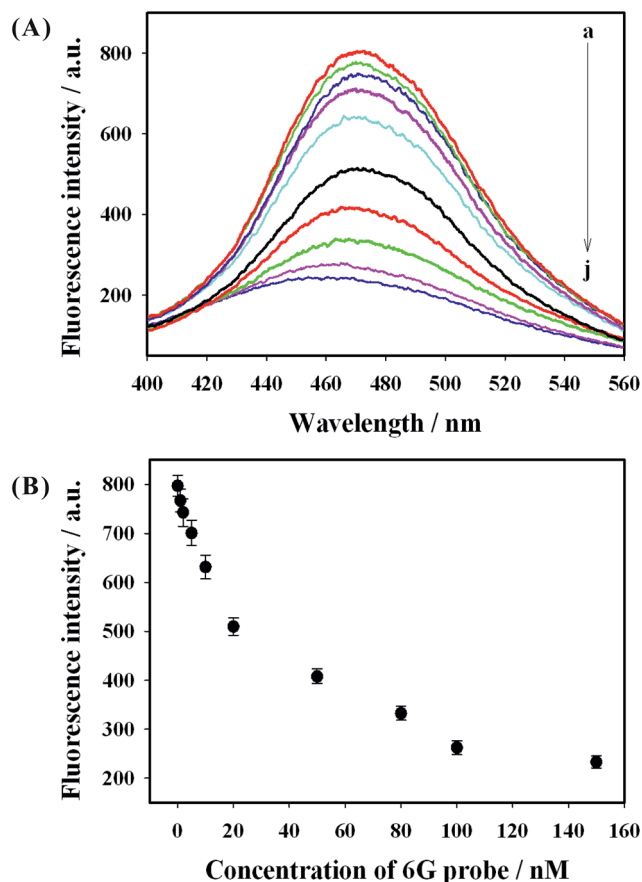 (A)
Fluorescence intensity / a.u.
800
600
400
200
a
j
400 420 440 460 480 500 520 540 560
Wavelength / nm
(B)
Fluorescence intensity / a.u.
800
700
600
500
400
300
200
0 20 40 60 80 100 120 140 160
Concentration of 6G probe / nM